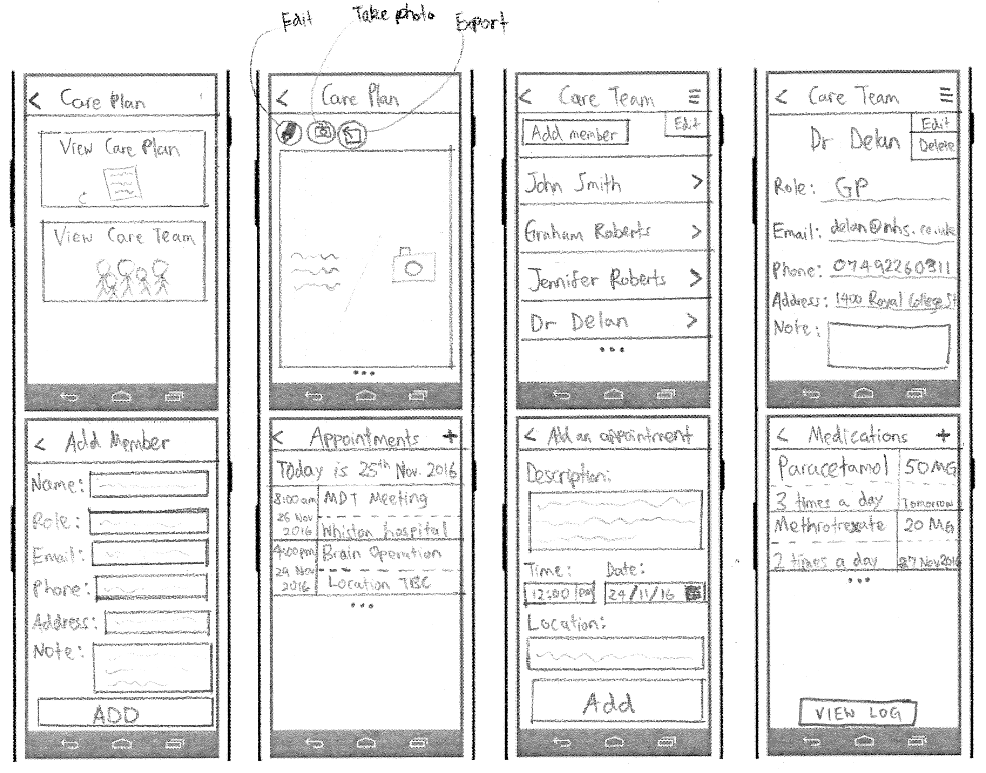 Edit
Take photo
Export
< Care Plan
View Care Plan
View Care Team
< Care Plan
...
< Care Team
Add member
Edit
John Smith >
Graham Roberts >
Jennifer Roberts >
Dr Delan >
...
< Care Team
Edit
Delete
Dr Delan
Role: GP
Email: delan@nhs.co.uk
Phone: 07492260311
Address: 1400 Royal College St
Note:
< Add Member
Name:
Role:
Email:
Phone:
Address:
Note:
ADD
< Appointments +
Today is 25th Nov. 2016
8:00am MDT Meeting
26 Nov
2016 Whiston hospital
4:00pm Brain Operation
29 Nov
2016 Location TBC
...
< Add an appointment
Description:
Time: Date:
12:00 pm 24/11/16
Location:
Add
< Medications +
Paracetamol 50MG
3 times a day Tomorrow
Methrotrexate 20 MG
2 times a day 27 Nov 2016
...
VIEW LOG